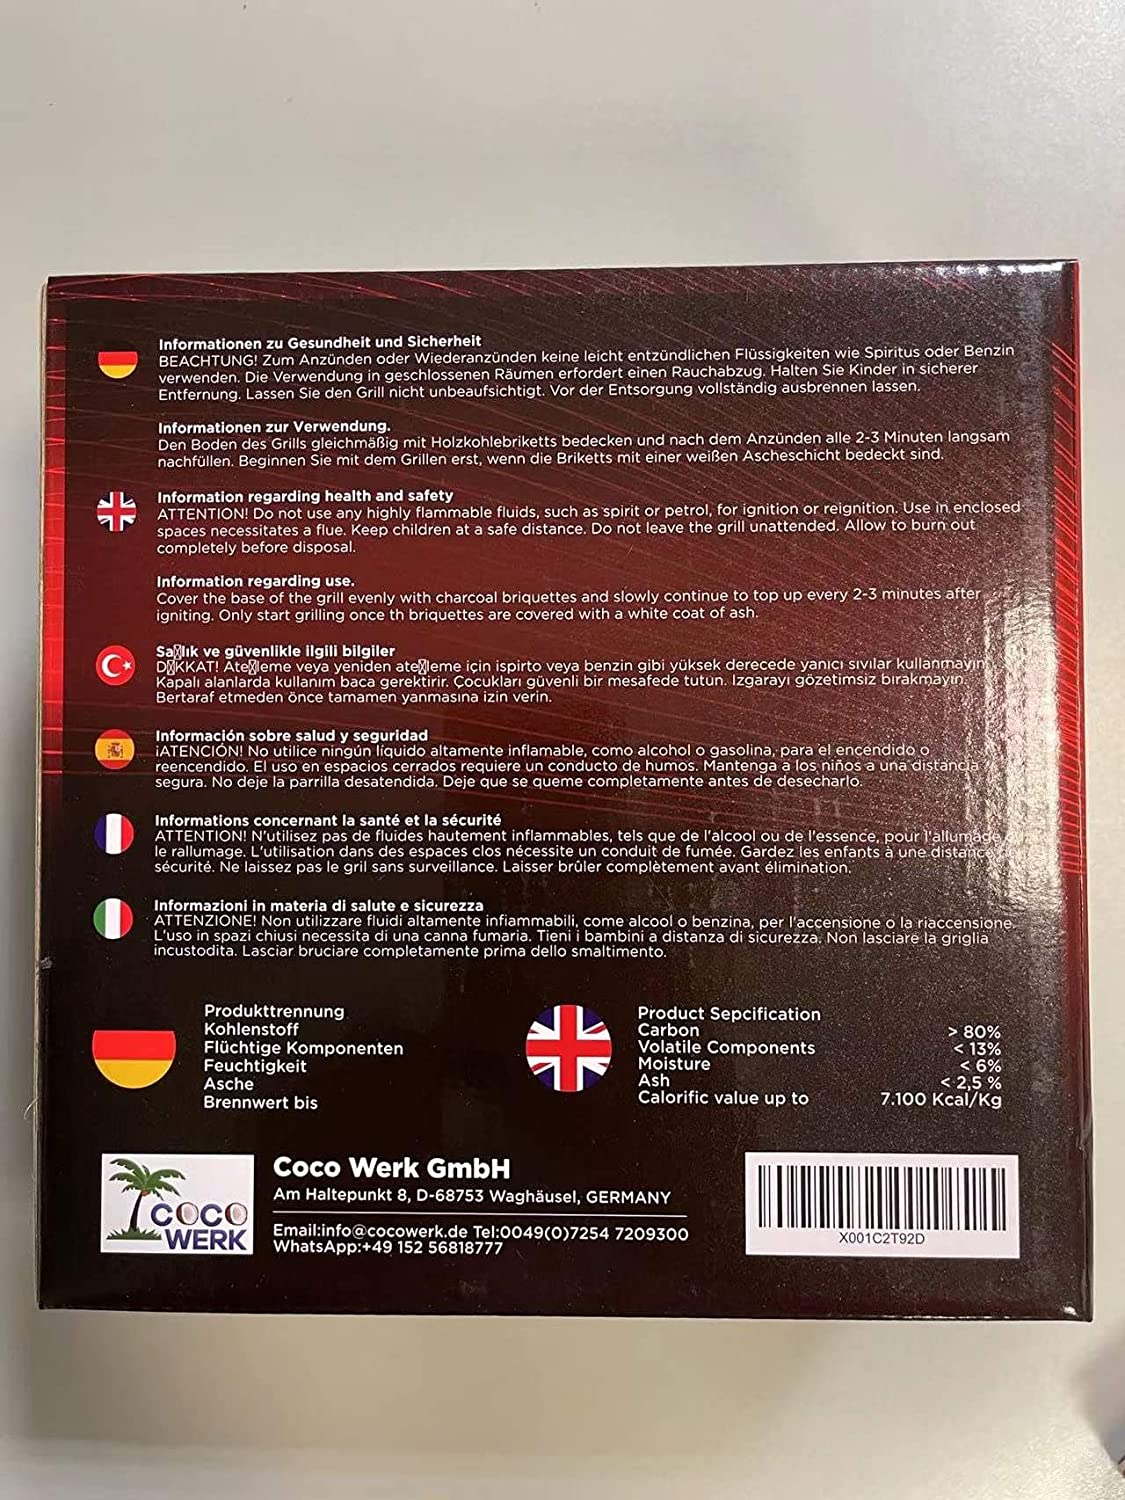 Informationen zu Gesundheit und Sicherheit
BEACHTUNG! Zum Anzünden oder Wiederanzünden keine leicht entzündlichen Flüssigkeiten wie Spiritus oder Benzin
verwenden. Die Verwendung in geschlossenen Räumen erfordert einen Rauchabzug. Halten Sie Kinder in sicherer
Entfernung. Lassen Sie den Grill nicht unbeaufsichtigt. Vor der Entsorgung vollständig ausbrennen lassen.
Informationen zur Verwendung.
Den Boden des Grills gleichmäßig mit Holzkohlebriketts bedecken und nach dem Anzünden alle 2-3 Minuten langsam
nachfüllen. Beginnen Sie mit dem Grillen erst, wenn die Briketts mit einer weißen Ascheschicht bedeckt sind.
Information regarding health and safety
ATTENTION! Do not use any highly flammable fluids, such as spirit or petrol, for ignition or reignition. Use in enclosed
spaces necessitates a flue. Keep children at a safe distance. Do not leave the grill unattended. Allow to burn out
completely before disposal.
Information regarding use.
Cover the base of the grill evenly with charcoal briquettes and slowly continue to top up every 2-3 minutes after
igniting. Only start grilling once th briquettes are covered with a white coat of ash.
Sa▯lık ve güvenlikle ilgili bilgiler
D▯KKAT! Ate▯leme veya yeniden ate▯leme için ispirto veya benzin gibi yüksek derecede yanıcı sıvılar kullanmayın.
Kapalı alanlarda kullanım baca gerektirir. Çocukları güvenli bir mesafede tutun. Izgarayı gözetimsiz bırakmayın.
Bertaraf etmeden önce tamamen yanmasına izin verin.
Información sobre salud y seguridad
¡ATENCIÓN! No utilice ningún líquido altamente inflamable, como alcohol o gasolina, para el encendido o
reencendido. El uso en espacios cerrados requiere un conducto de humos. Mantenga a los niños a una distancia
segura. No deje la parrilla desatendida. Deje que se queme completamente antes de desecharlo.
Informations concernant la santé et la sécurité
ATTENTION! N'utilisez pas de fluides hautement inflammables, tels que de l'alcool ou de l'essence, pour l'allumage ou
le rallumage. L'utilisation dans des espaces clos nécessite un conduit de fumée. Gardez les enfants à une distance de
sécurité. Ne laissez pas le gril sans surveillance. Laisser brûler complètement avant élimination.
Informazioni in materia di salute e sicurezza
ATTENZIONE! Non utilizzare fluidi altamente infiammabili, come alcool o benzina, per l'accensione o la riaccensione.
L'uso in spazi chiusi necessita di una canna fumaria. Tieni i bambini a distanza di sicurezza. Non lasciare la griglia
incustodita. Lasciar bruciare completamente prima dello smaltimento.
Produkttrennung
Kohlenstoff
Flüchtige Komponenten
Feuchtigkeit
Asche
Brennwert bis
Product Sepcification
Carbon > 80%
Volatile Components < 13%
Moisture < 6%
Ash < 2,5 %
Calorific value up to 7.100 Kcal/Kg
COCO
WERK
Coco Werk GmbH
Am Haltepunkt 8, D-68753 Waghäusel, GERMANY
Email:info@cocowerk.de Tel:0049(0)7254 7209300
WhatsApp:+49 152 56818777
X001C2T92D